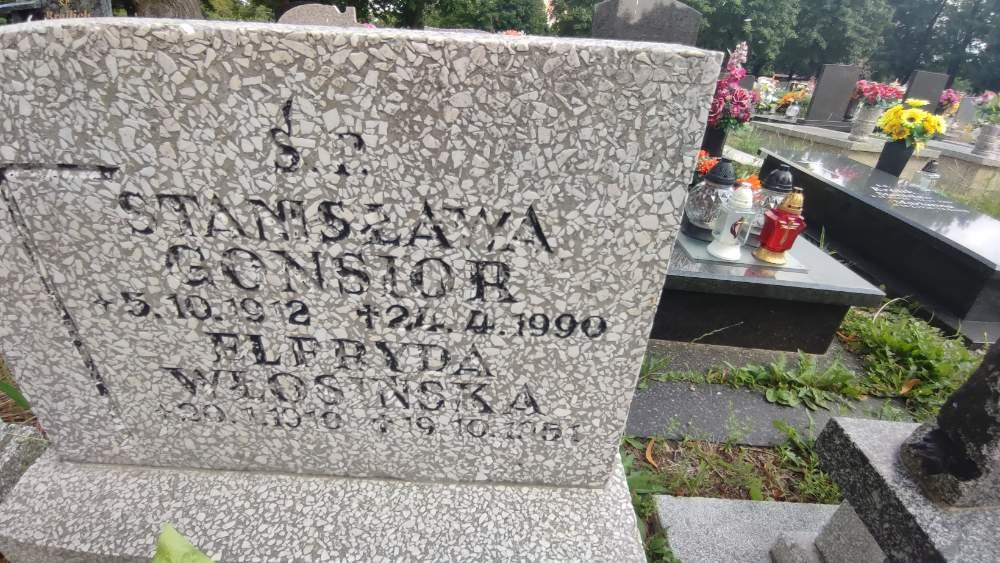 Ś. P.
STANISŁAWA
GONSIOR
*5.10.1912 †24.4.1990
ELFRYDA
WŁOSIŃSKA